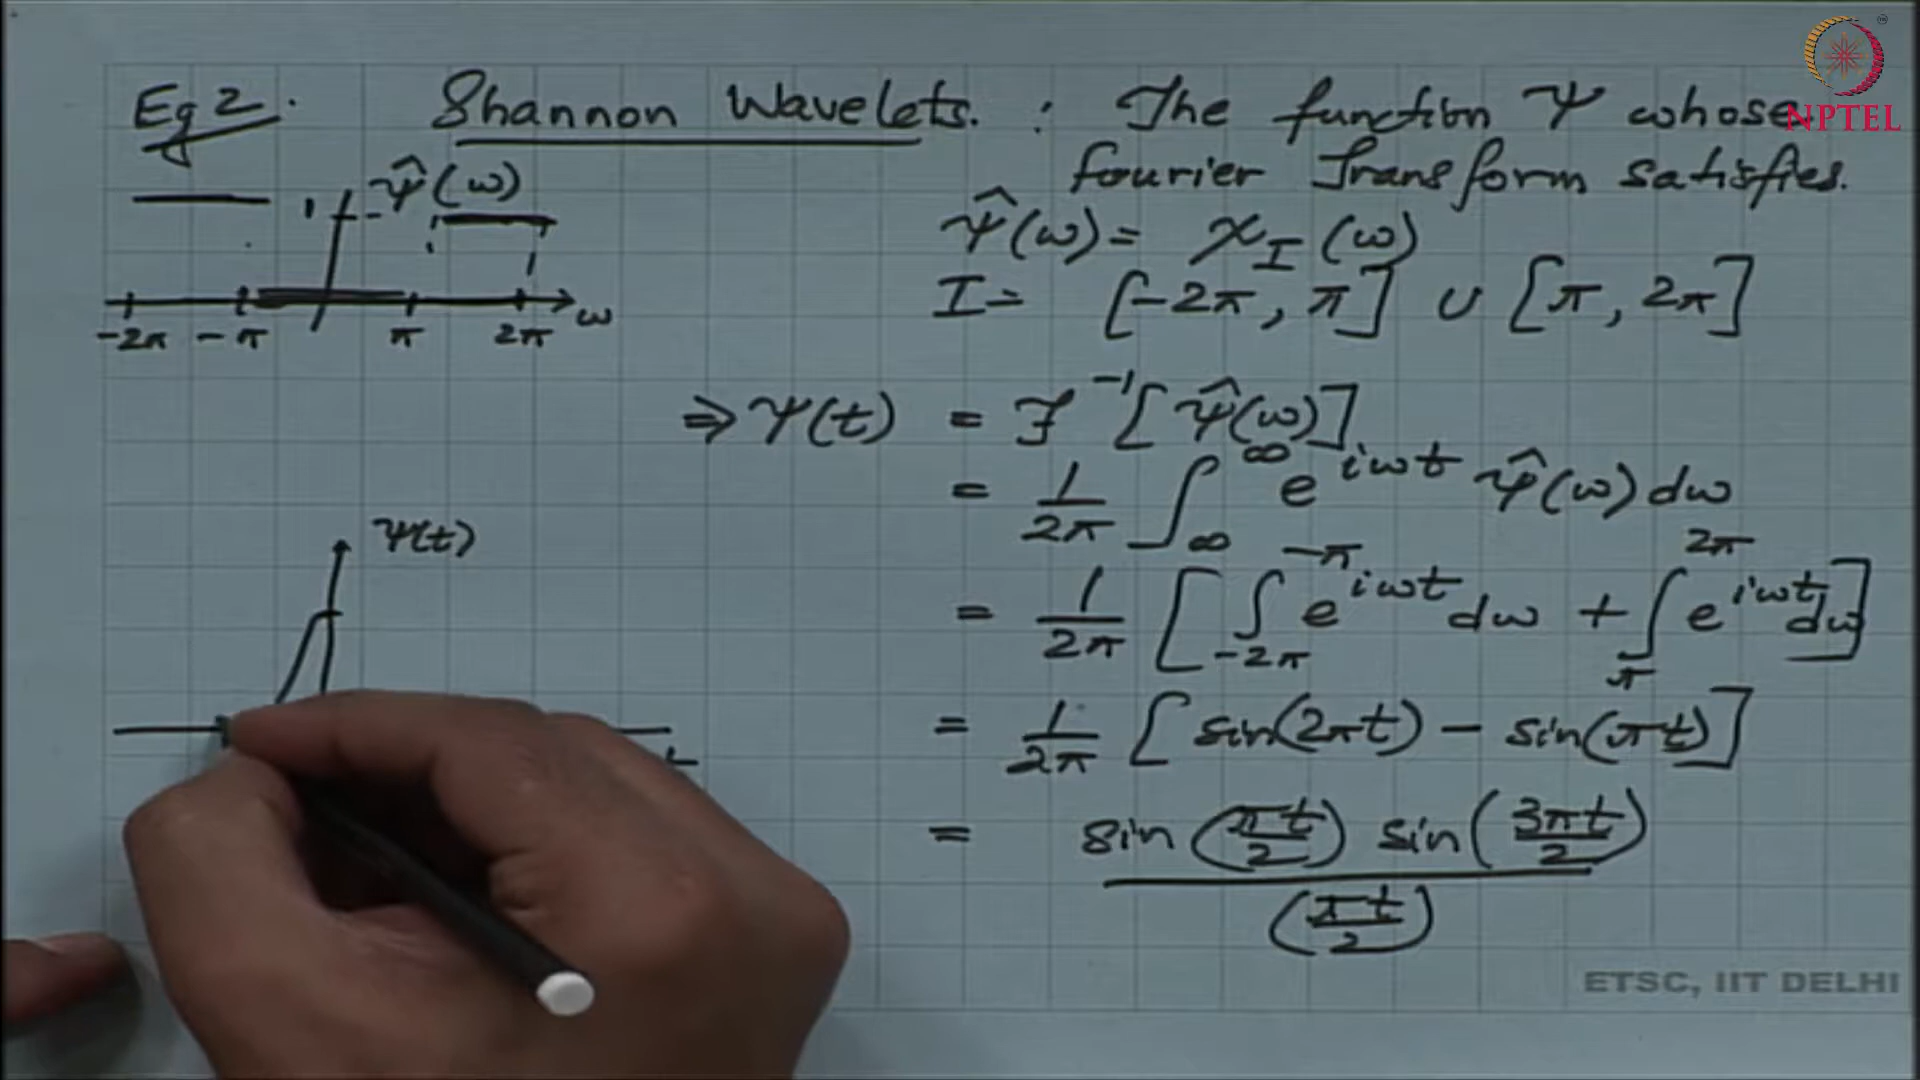 Eg 2. Shannon Wavelets. : The function Ψ whose
Fourier Transform satisfies.
NPTEL
1 Ψ̂(ω)
-2π -π π 2π ω
Ψ̂(ω) = χ_I(ω)
I = [-2π, π] ∪ [π, 2π]
⇒ Ψ(t) = F⁻¹[Ψ̂(ω)]
= 1/2π ∫_∞^∞ e^{iωt} Ψ̂(ω) dω
= 1/2π [∫_{-2π}^{-π} e^{iωt} dω + ∫_π^{2π} e^{iωt} dω]
= 1/2π [sin(2πt) - sin(πt)]
= sin(πt/2) sin(3πt/2) / (πt/2)
Ψ(t)
ETSC, IIT DELHI